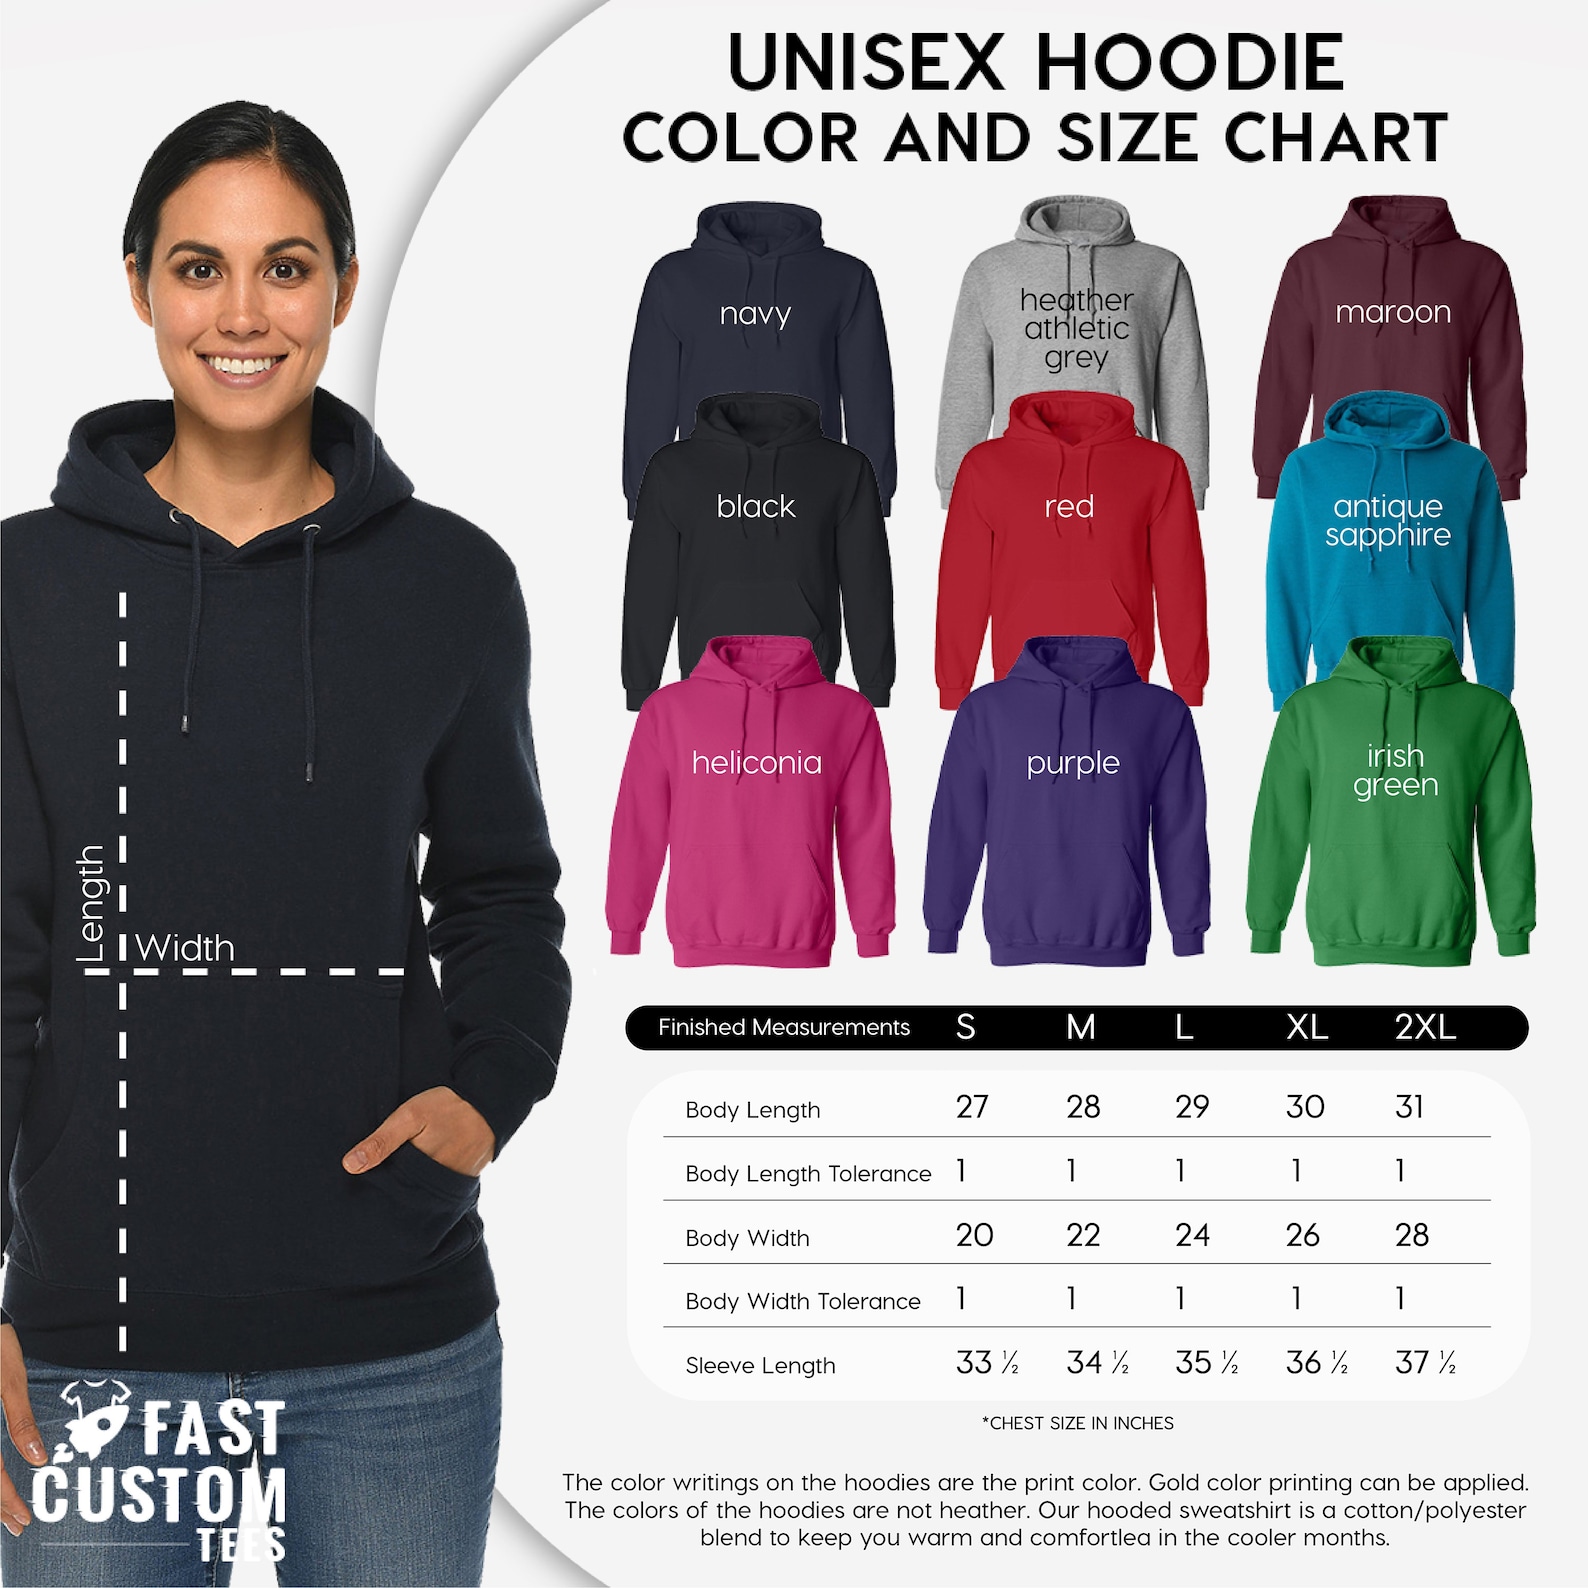 UNISEX HOODIE
COLOR AND SIZE CHART
navy
heather
athletic
grey
maroon
black
red
antique
sapphire
heliconia
purple
irish
green
Length
Width
Finished Measurements S M L XL 2XL
Body Length 27 28 29 30 31
Body Length Tolerance 1 1 1 1 1
Body Width 20 22 24 26 28
Body Width Tolerance 1 1 1 1 1
Sleeve Length 33 ½ 34 ½ 35 ½ 36 ½ 37 ½
*CHEST SIZE IN INCHES
The color writings on the hoodies are the print color. Gold color printing can be applied.
The colors of the hoodies are not heather. Our hooded sweatshirt is a cotton/polyester
blend to keep you warm and comfortlea in the cooler months.
FAST
CUSTOM
TEES